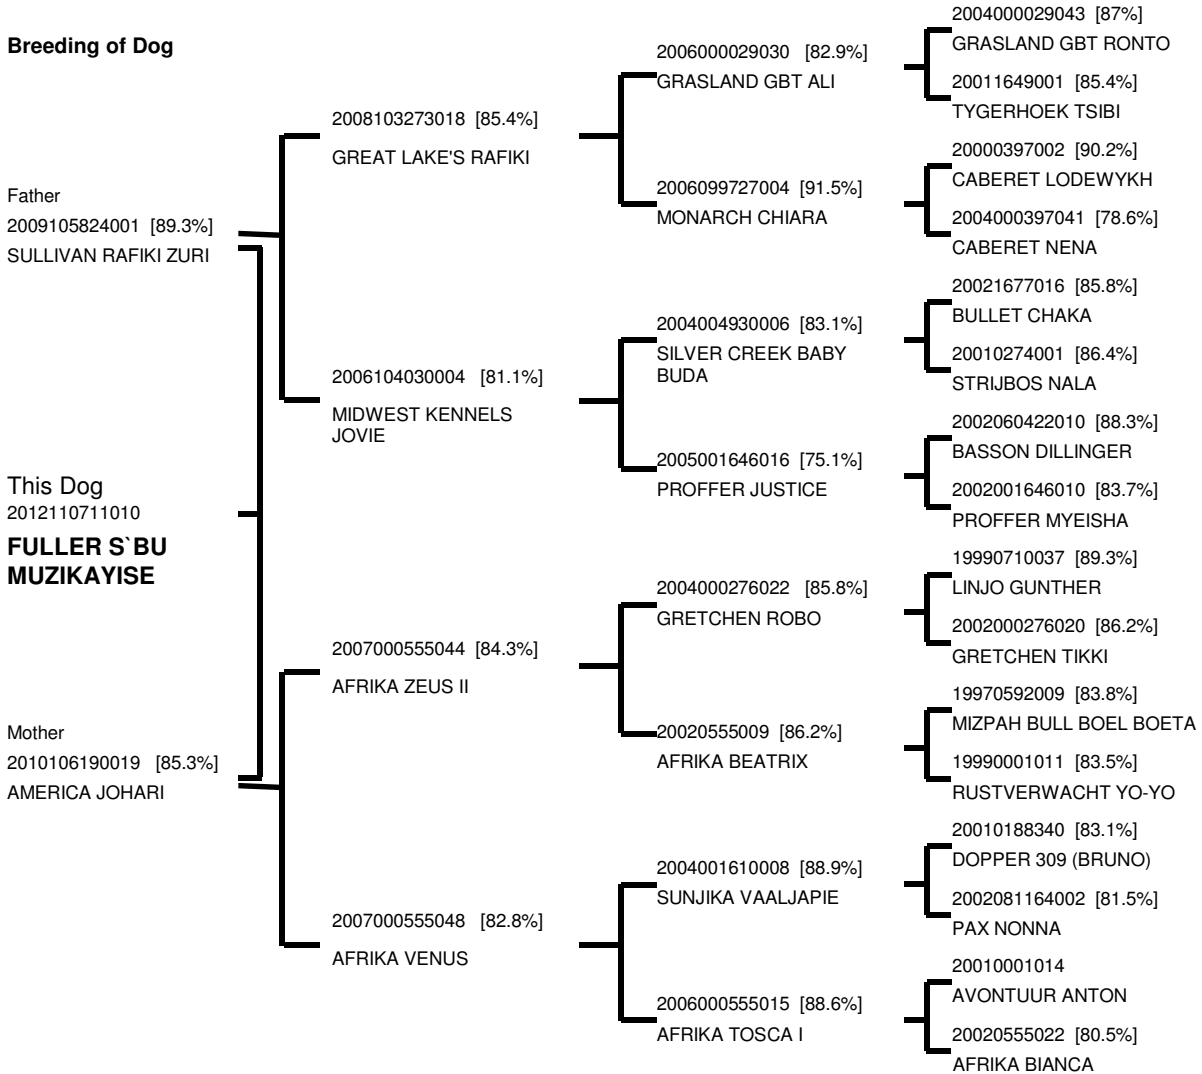 Breeding of Dog
Father
2009105824001 [89.3%]
SULLIVAN RAFIKI ZURI
This Dog
2012110711010
FULLER S`BU
MUZIKAYISE
Mother
2010106190019 [85.3%]
AMERICA JOHARI
2008103273018 [85.4%]
GREAT LAKE'S RAFIKI
2006104030004 [81.1%]
MIDWEST KENNELS
JOVIE
2007000555044 [84.3%]
AFRIKA ZEUS II
2007000555048 [82.8%]
AFRIKA VENUS
2006000029030 [82.9%]
GRASLAND GBT ALI
2006099727004 [91.5%]
MONARCH CHIARA
2004004930006 [83.1%]
SILVER CREEK BABY
BUDA
2005001646016 [75.1%]
PROFFER JUSTICE
2004000276022 [85.8%]
GRETCHEN ROBO
20020555009 [86.2%]
AFRIKA BEATRIX
2004001610008 [88.9%]
SUNJIKA VAALJAPIE
2006000555015 [88.6%]
AFRIKA TOSCA I
2004000029043 [87%]
GRASLAND GBT RONTO
20011649001 [85.4%]
TYGERHOEK TSIBI
20000397002 [90.2%]
CABERET LODEWYKH
2004000397041 [78.6%]
CABERET NENA
20021677016 [85.8%]
BULLET CHAKA
20010274001 [86.4%]
STRIJBOS NALA
2002060422010 [88.3%]
BASSON DILLINGER
2002001646010 [83.7%]
PROFFER MYEISHA
19990710037 [89.3%]
LINJO GUNTHER
2002000276020 [86.2%]
GRETCHEN TIKKI
19970592009 [83.8%]
MIZPAH BULL BOEL BOETA
19990001011 [83.5%]
RUSTVERWACHT YO-YO
20010188340 [83.1%]
DOPPER 309 (BRUNO)
2002081164002 [81.5%]
PAX NONNA
20010001014
AVONTUUR ANTON
20020555022 [80.5%]
AFRIKA BIANCA